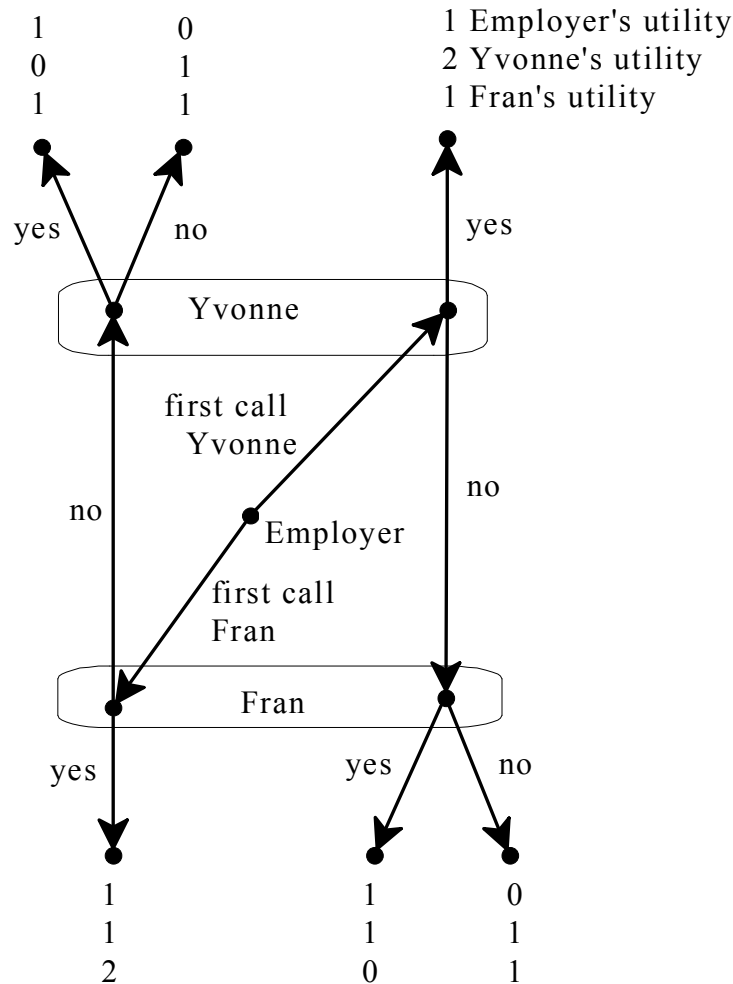 1 0 1 Employer's utility
0 1 2 Yvonne's utility
1 1 1 Fran's utility
yes no yes
Yvonne
first call
Yvonne
no no
Employer
first call
Fran
Fran
yes yes no
1 1 0
1 1 1
2 0 1